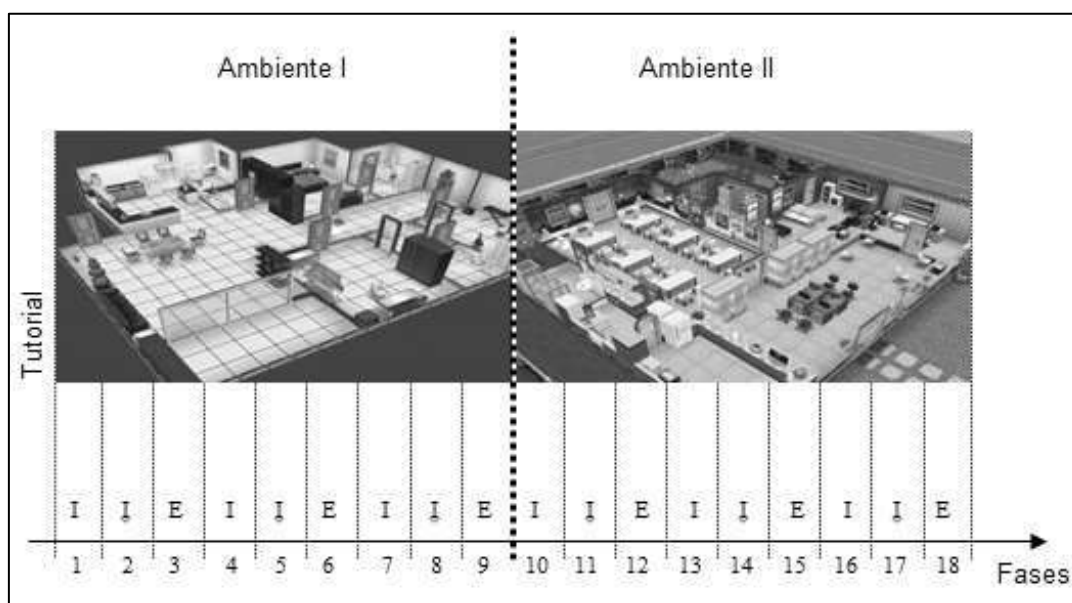 Ambiente I Ambiente II
Tutorial
I I E I I E I I E I I E I I E I I E
1 2 3 4 5 6 7 8 9 10 11 12 13 14 15 16 17 18
Fases